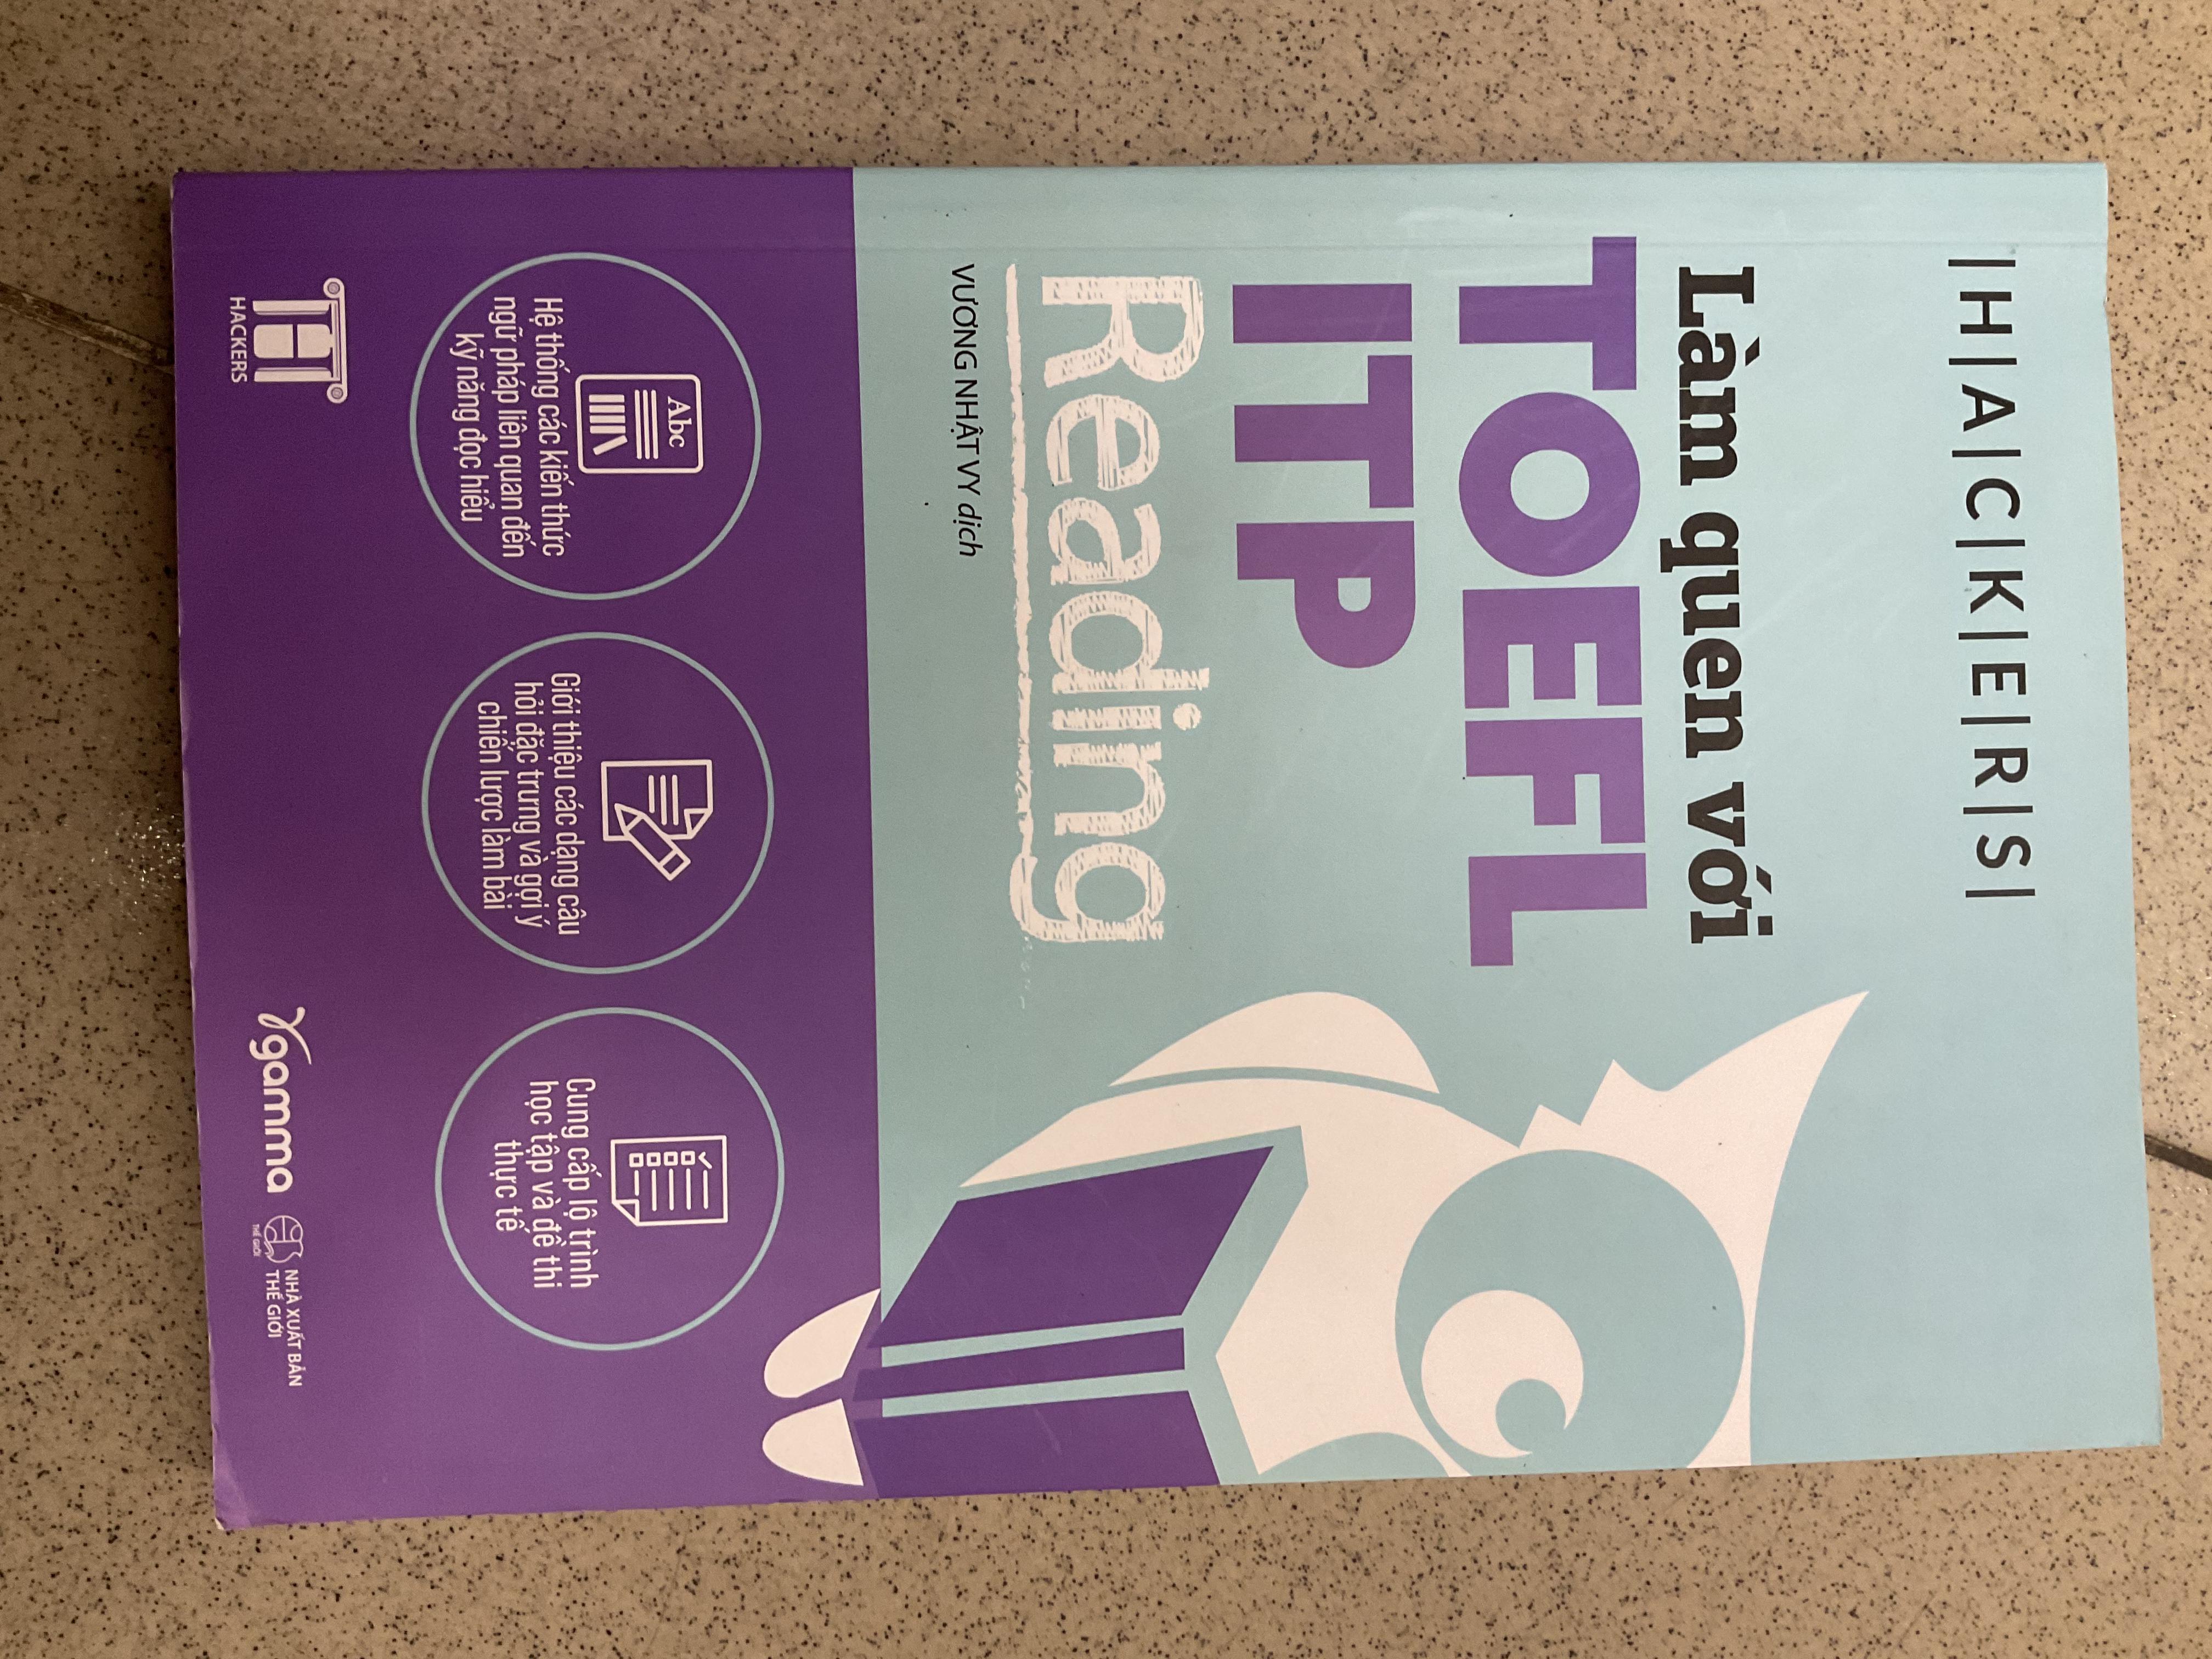 |H|A|C|K|E|R|S|
Làm quen với
TOEFL
ITP
Reading
VƯƠNG NHẬT VY dịch
Abc
Hệ thống các kiến thức
ngữ pháp liên quan đến
kỹ năng đọc hiểu
Giới thiệu các dạng câu
hỏi đặc trưng và gợi ý
chiến lược làm bài
Cung cấp lộ trình
học tập và đề thi
thực tế
H
HACKERS
gamma
THẾ GIỚI
NHÀ XUẤT BẢN
THẾ GIỚI